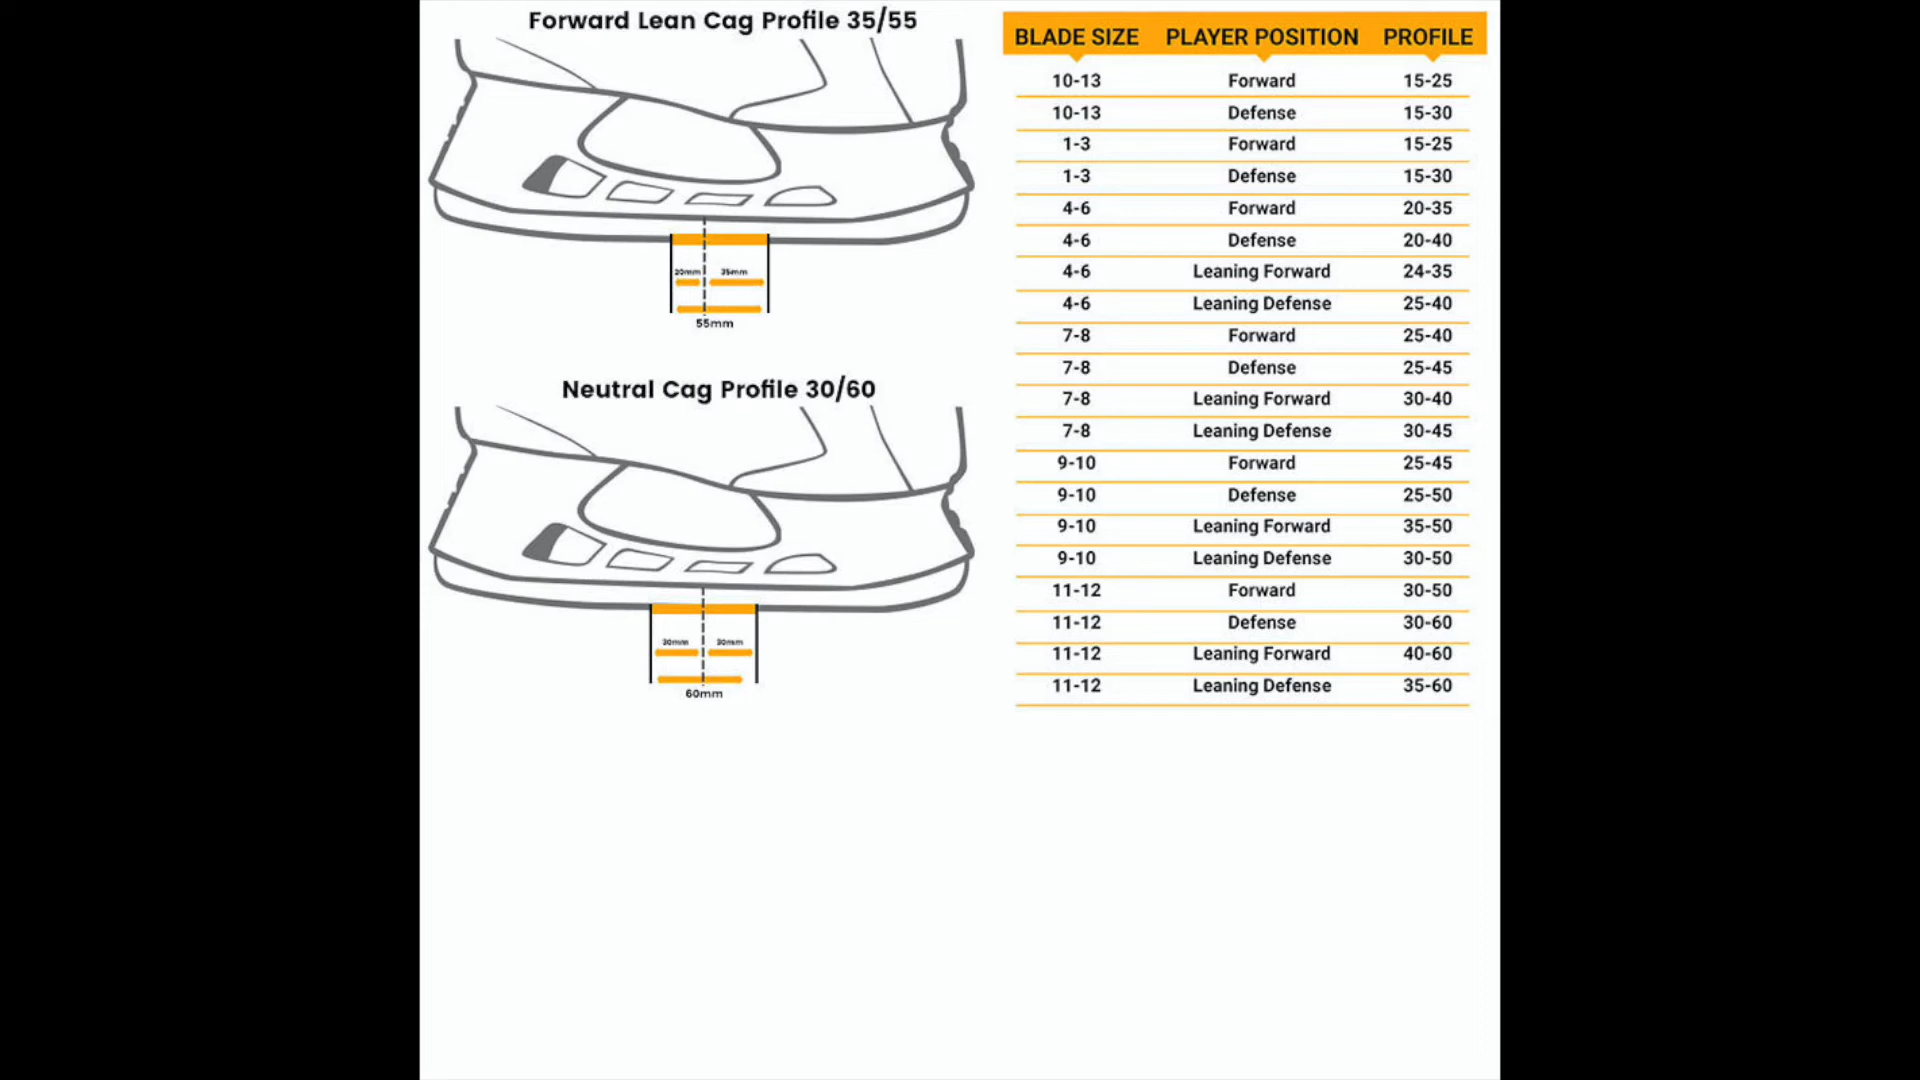 Forward Lean Cag Profile 35/55
20mm 35mm
55mm
Neutral Cag Profile 30/60
30mm 30mm
60mm
BLADE SIZE PLAYER POSITION PROFILE
10-13 Forward 15-25
10-13 Defense 15-30
1-3 Forward 15-25
1-3 Defense 15-30
4-6 Forward 20-35
4-6 Defense 20-40
4-6 Leaning Forward 24-35
4-6 Leaning Defense 25-40
7-8 Forward 25-40
7-8 Defense 25-45
7-8 Leaning Forward 30-40
7-8 Leaning Defense 30-45
9-10 Forward 25-45
9-10 Defense 25-50
9-10 Leaning Forward 35-50
9-10 Leaning Defense 30-50
11-12 Forward 30-50
11-12 Defense 30-60
11-12 Leaning Forward 40-60
11-12 Leaning Defense 35-60